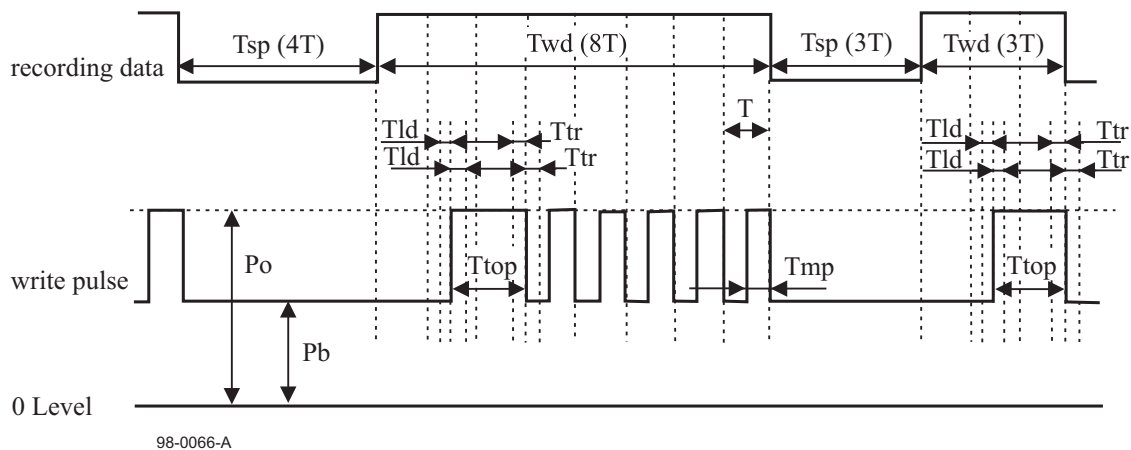 Tsp (4T) Twd (8T) Tsp (3T) Twd (3T)
recording data
T
Tld Ttr Tld Ttr
Tld Ttr Tld Ttr
Po Ttop Tmp Ttop
write pulse
Pb
0 Level
98-0066-A